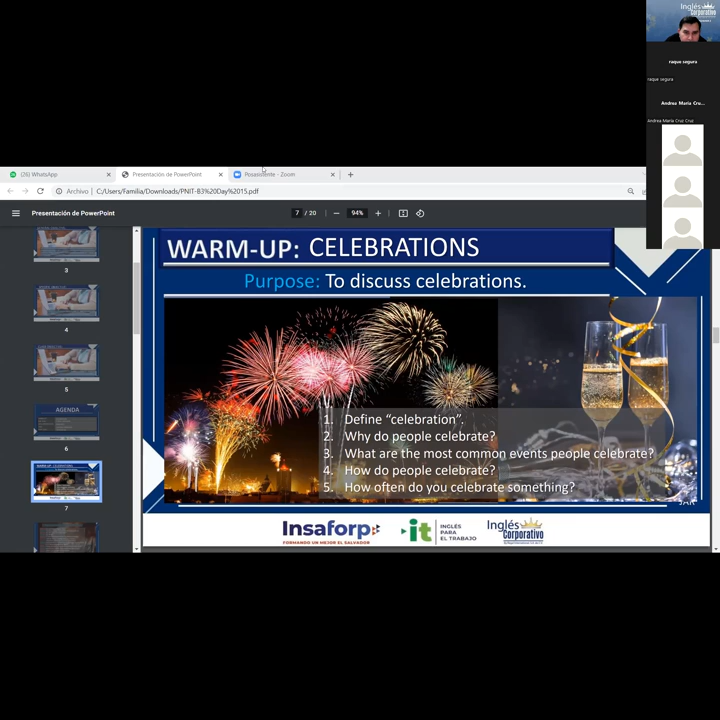 Inglés
Corporativo
raque segura
raque segura
Andrea Maria Cru...
Andrea Maria Cruz Cruz
(26) WhatsApp
Presentación de PowerPoint
Posasistente - Zoom
Archivo
C:/Users/Familia/Downloads/PNIT-B3%20Day%2015.pdf
Presentación de PowerPoint
7 / 20
94%
3
4
5
AGENDA
6
7
WARM-UP: CELEBRATIONS
Purpose: To discuss celebrations.
1. Define “celebration”.
2. Why do people celebrate?
3. What are the most common events people celebrate?
4. How do people celebrate?
5. How often do you celebrate something?
Insaforp
FORMANDO UN MEJOR EL SALVADOR
it
INGLÉS
PARA
EL TRABAJO
Inglés
Corporativo